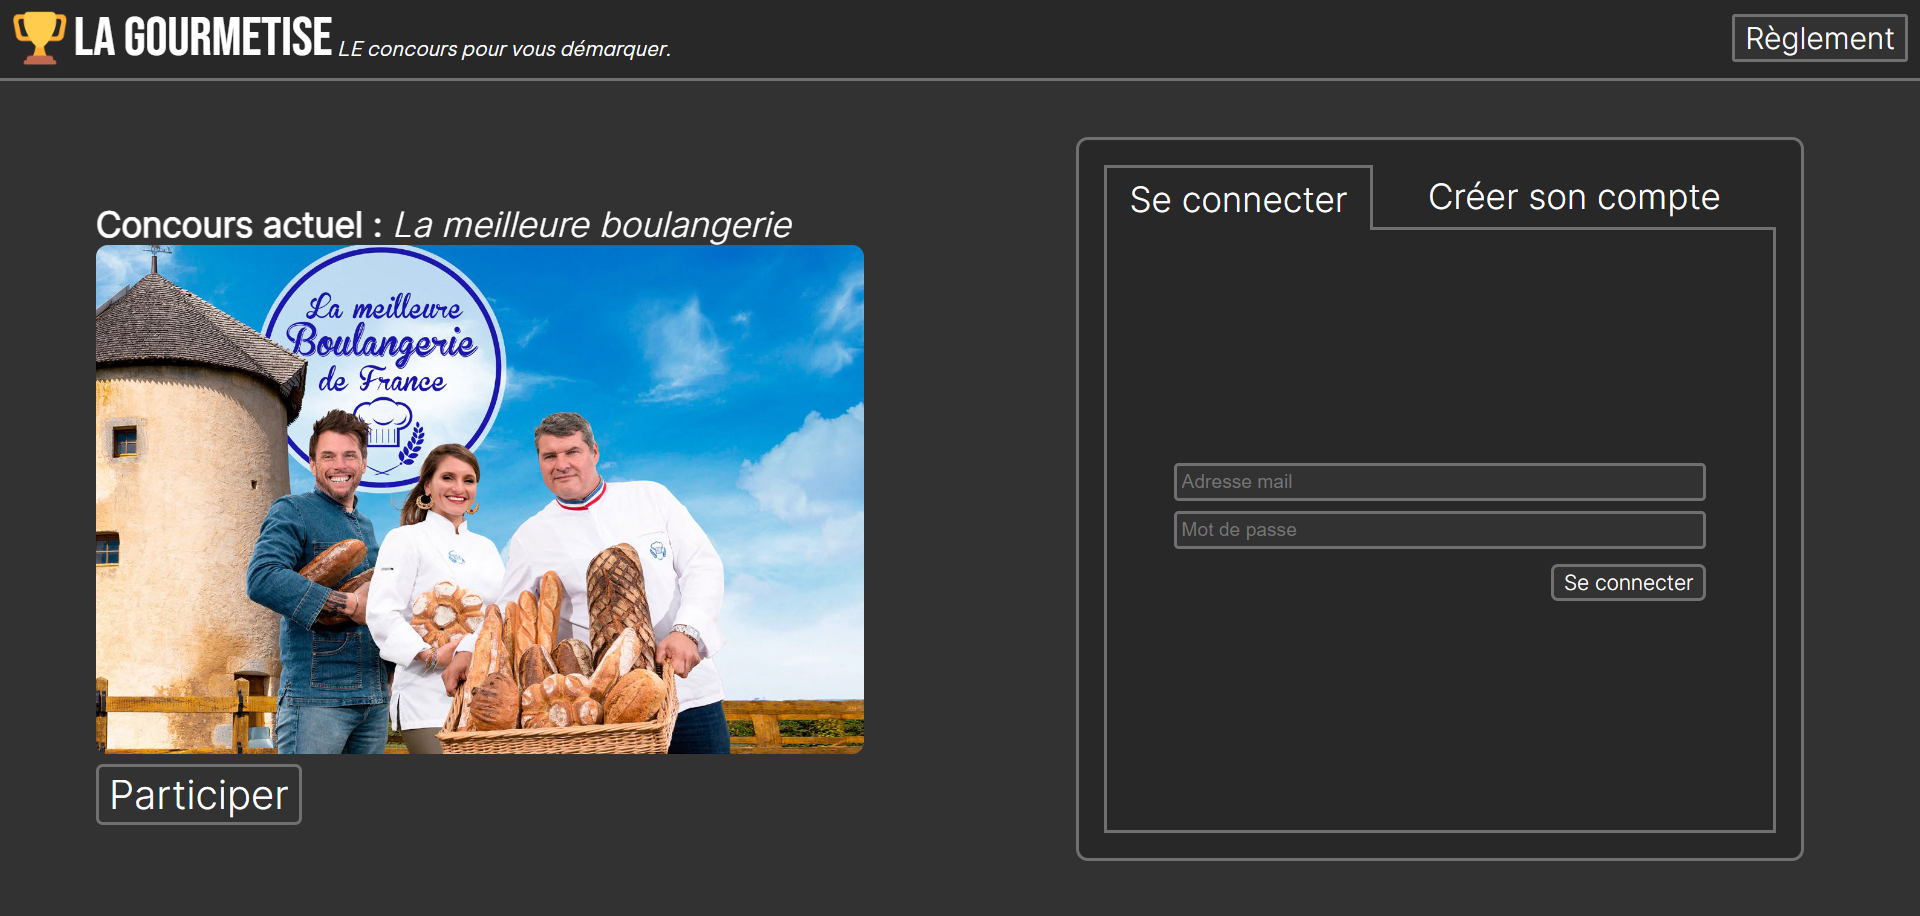 LA GOURMETISE LE concours pour vous démarquer.
Règlement
Concours actuel : La meilleure boulangerie
La meilleure
Boulangerie
de France
Participer
Se connecter
Créer son compte
Adresse mail
Mot de passe
Se connecter